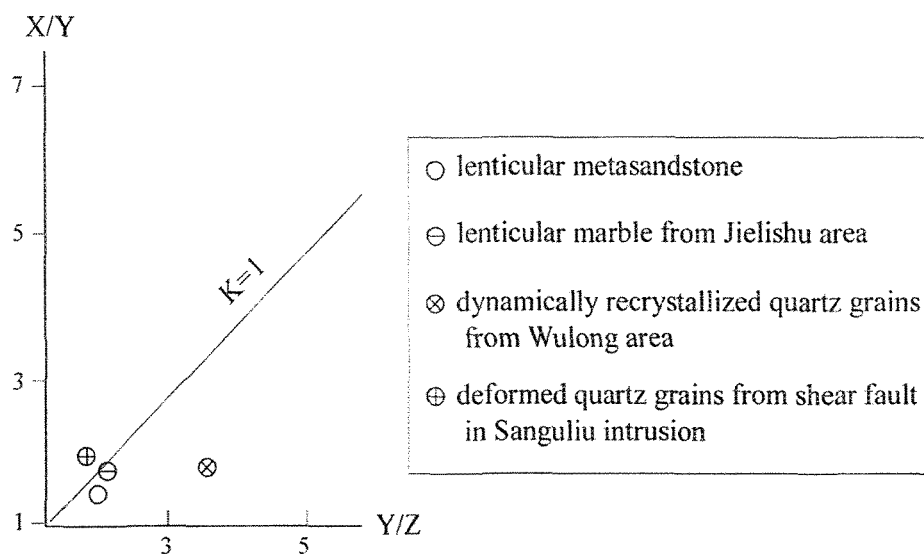 X/Y
7
5
3
1
K=1
3
5
Y/Z
lenticular metasandstone
lenticular marble from Jielishu area
dynamically recrystallized quartz grains
from Wulong area
deformed quartz grains from shear fault
in Sanguliu intrusion